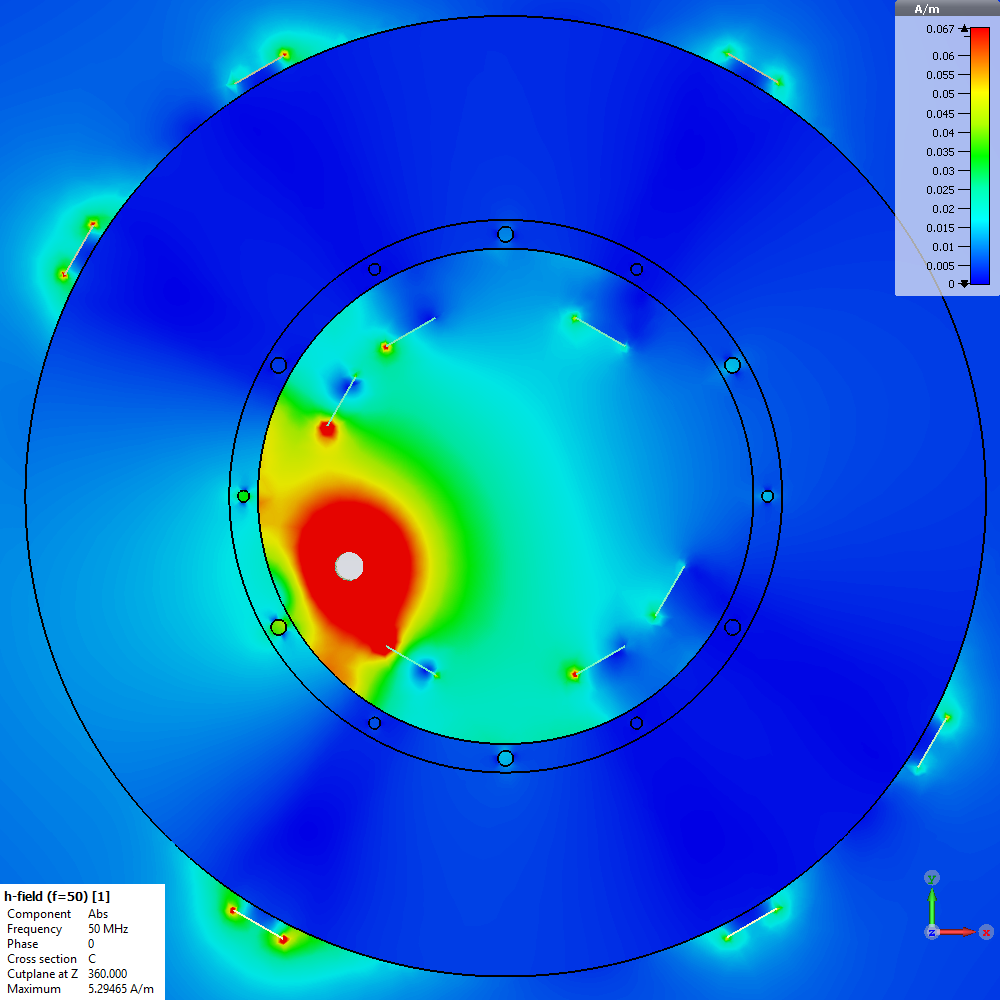 A/m
0.067
0.06
0.055
0.05
0.045
0.04
0.035
0.03
0.025
0.02
0.015
0.01
0.005
0
h-field (f=50) [1]
Component Abs
Frequency 50 MHz
Phase 0
Cross section C
Cutplane at Z 360.000
Maximum 5.29465 A/m
y
z
x